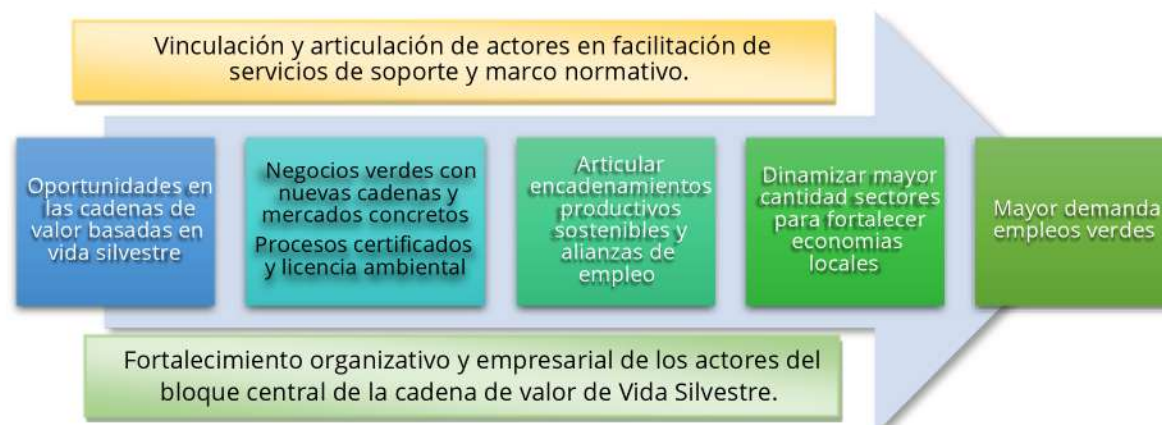 Vinculación y articulación de actores en facilitación de
servicios de soporte y marco normativo.
Oportunidades en
las cadenas de
valor basadas en
vida silvestre
Negocios verdes con
nuevas cadenas y
mercados concretos
Procesos certificados
y licencia ambiental
Articular
encadenamientos
productivos
sostenibles y
alianzas de
empleo
Dinamizar mayor
cantidad sectores
para fortalecer
economias
locales
Mayor demanda
empleos verdes
Fortalecimiento organizativo y empresarial de los actores del
bloque central de la cadena de valor de Vida Silvestre.